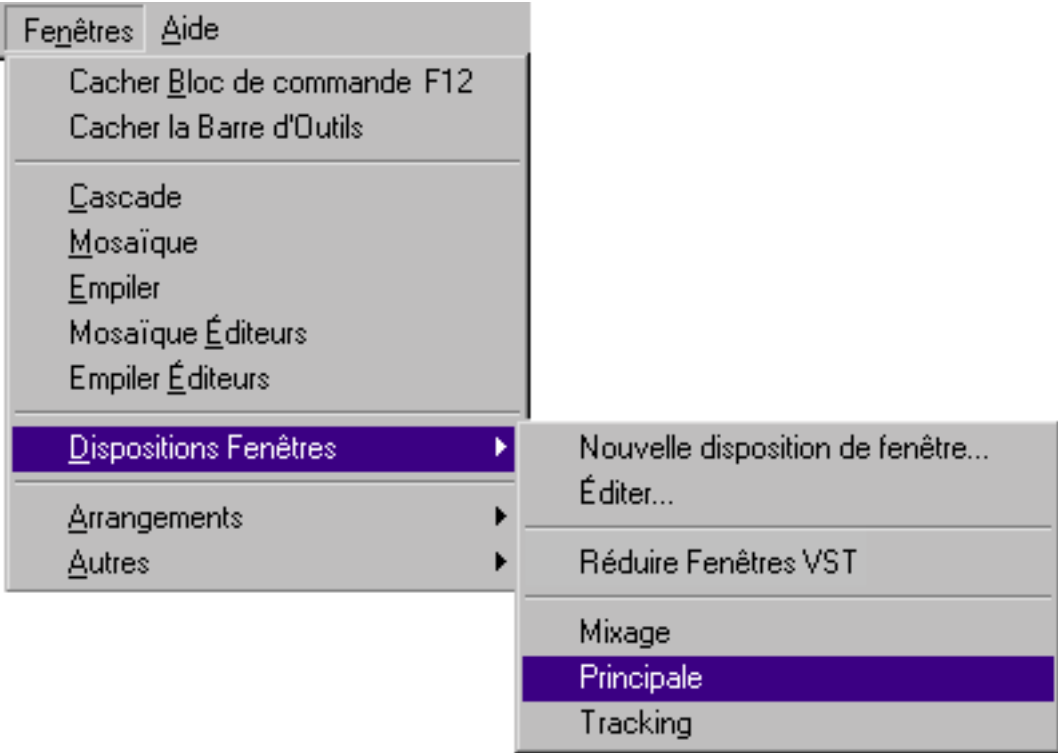 Fenêtres Aide
Cacher Bloc de commande F12
Cacher la Barre d'Outils
Cascade
Mosaïque
Empiler
Mosaïque Éditeurs
Empiler Éditeurs
Dispositions Fenêtres
Arrangements
Autres
Nouvelle disposition de fenêtre...
Éditer...
Réduire Fenêtres VST
Mixage
Principale
Tracking